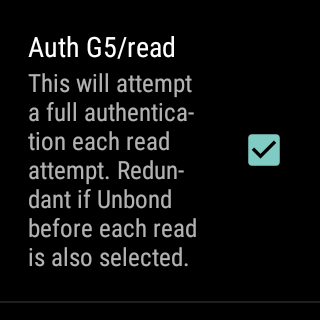 Auth G5/read
This will attempt
a full authentica-
tion each read
attempt. Redun-
dant if Unbond
before each read
is also selected.